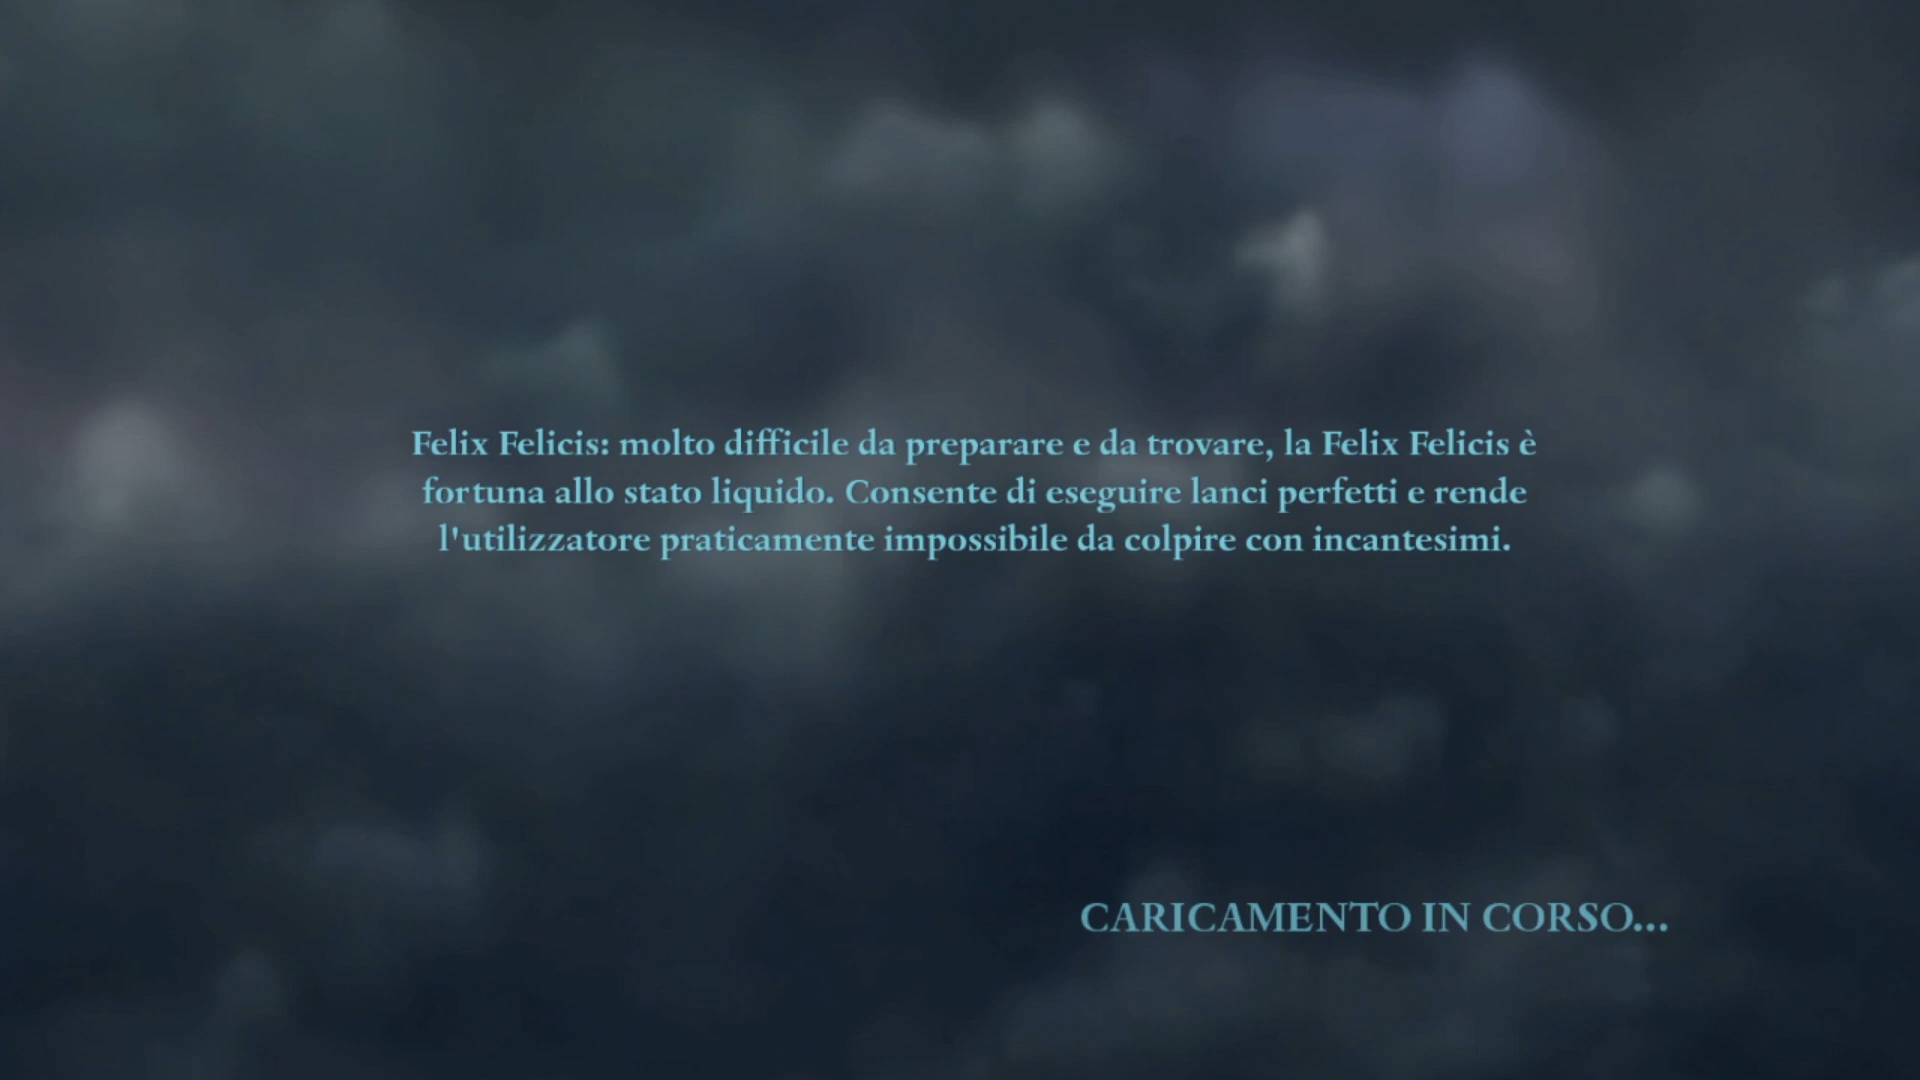 Felix Felicis: molto difficile da preparare e da trovare, la Felix Felicis è
fortuna allo stato liquido. Consente di eseguire lanci perfetti e rende
l'utilizzatore praticamente impossibile da colpire con incantesimi.
CARICAMENTO IN CORSO...